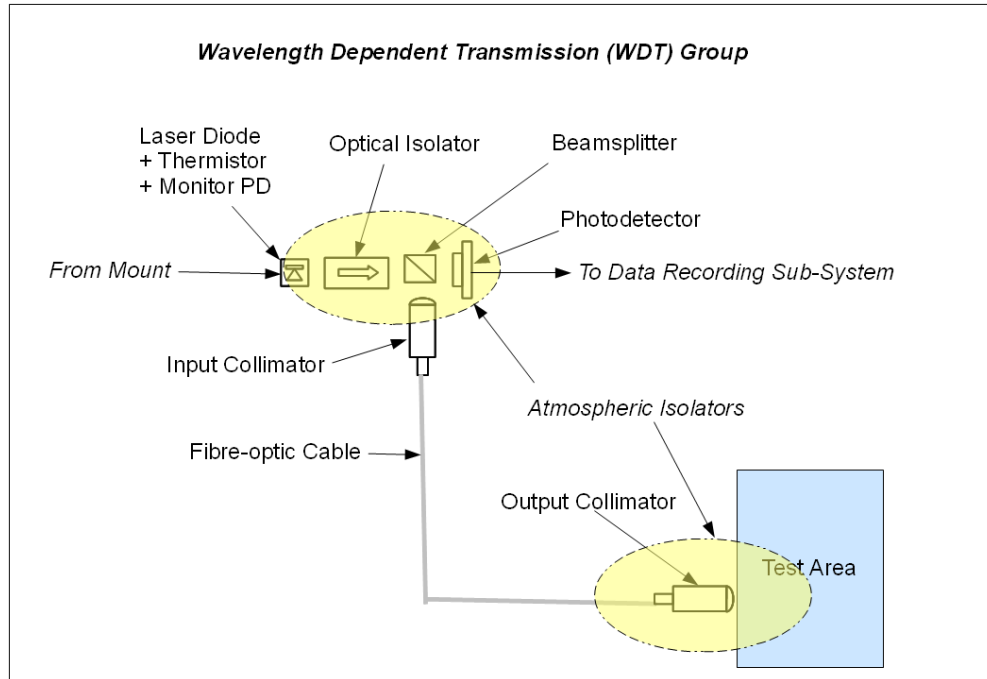 Wavelength Dependent Transmission (WDT) Group
Laser Diode
+ Thermistor
+ Monitor PD
Optical Isolator
Beamsplitter
Photodetector
From Mount
To Data Recording Sub-System
Input Collimator
Atmospheric Isolators
Fibre-optic Cable
Output Collimator
Test Area